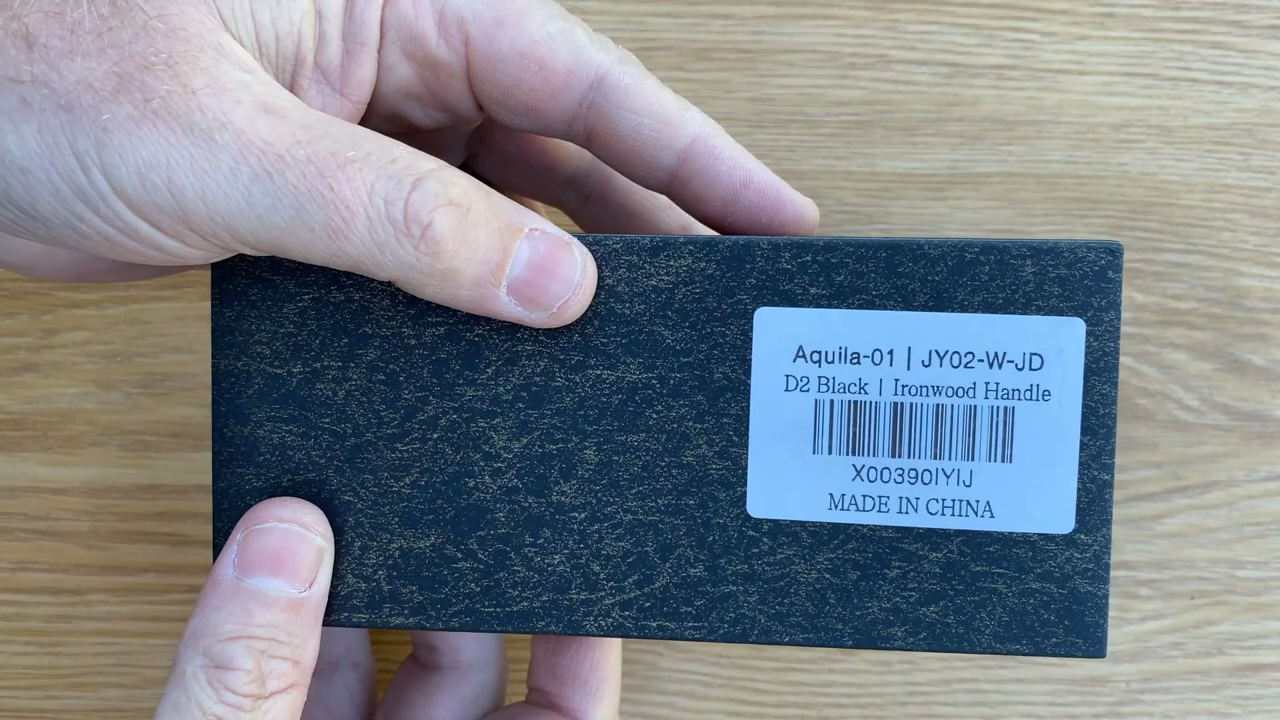 Aquila-01 | JY02-W-JD
D2 Black | Ironwood Handle
X00390IYIJ
MADE IN CHINA